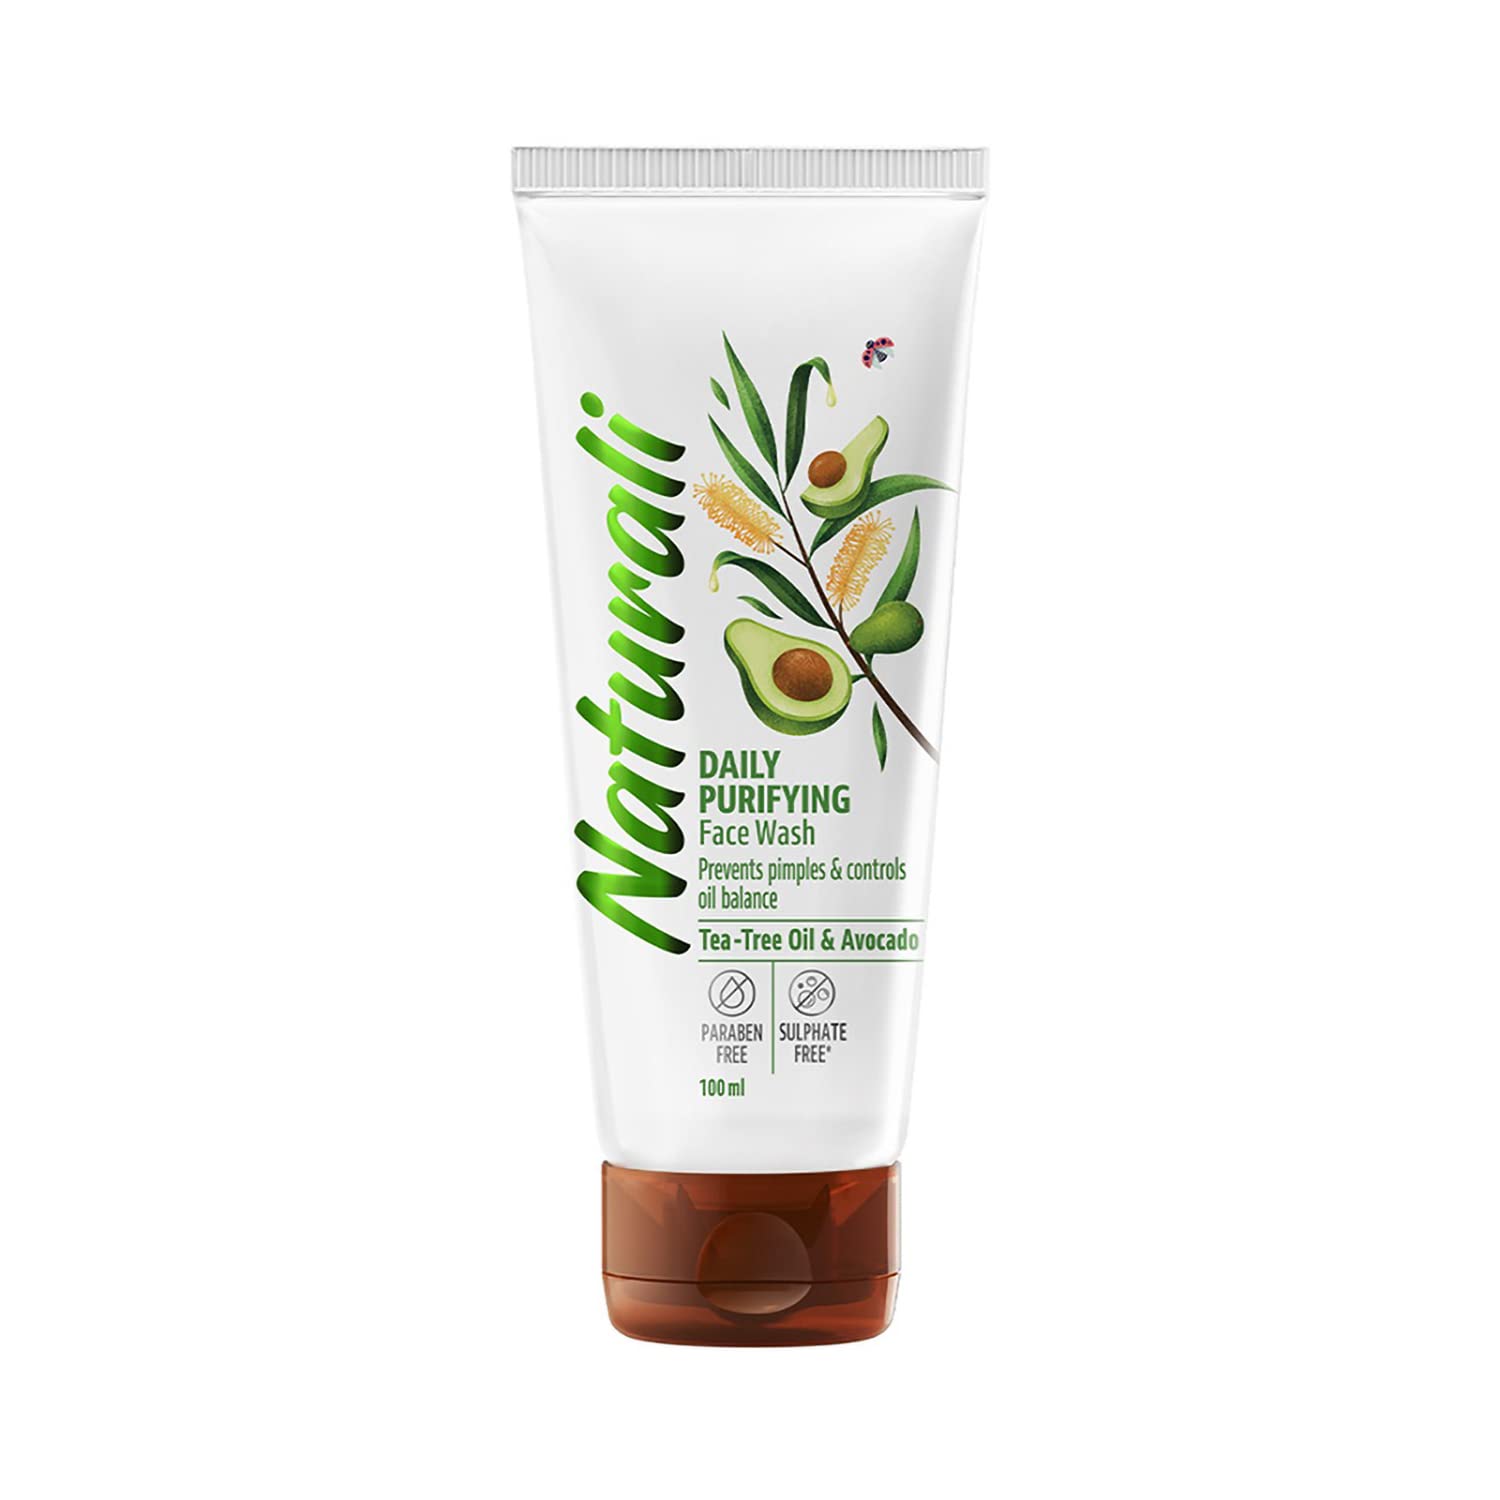 Naturali
DAILY
PURIFYING
Face Wash
Prevents pimples & controls
oil balance
Tea-Tree Oil & Avocado
PARABEN
FREE
SULPHATE
FREE*
100 ml